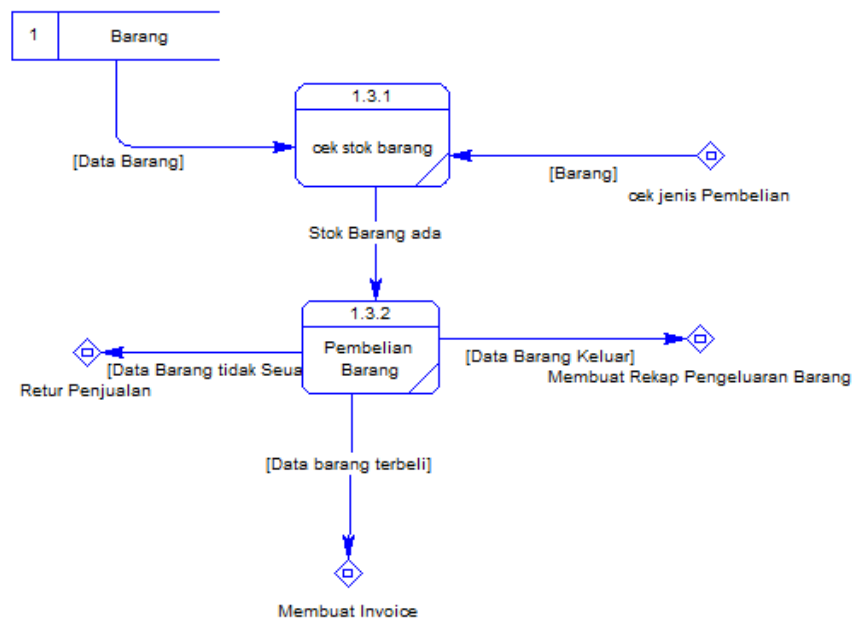 1 Barang
1.3.1
cek stok barang
[Data Barang]
[Barang]
cek jenis Pembelian
Stok Barang ada
1.3.2
Pembelian
Barang
[Data Barang tidak Seua
Retur Penjualan
[Data Barang Keluar]
Membuat Rekap Pengeluaran Barang
[Data barang terbeli]
Membuat Invoice